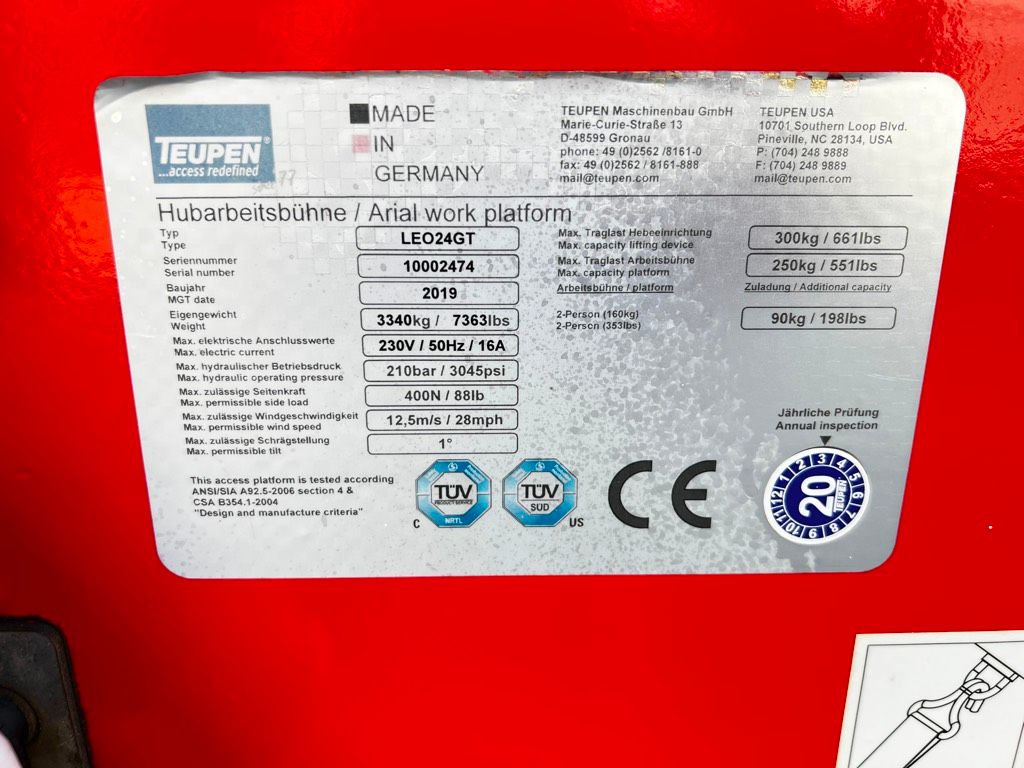 TEUPEN
...access redefined
MADE
IN
GERMANY
TEUPEN Maschinenbau GmbH
Marie-Curie-Straße 13
D-48599 Gronau
phone: 49 (0)2562 /8161-0
fax: 49 (0)2562 / 8161-888
mail@teupen.com
TEUPEN USA
10701 Southern Loop Blvd.
Pineville, NC 28134, USA
P: (704) 248 9888
F: (704) 248 9889
mail@teupen.com
Hubarbeitsbühne / Arial work platform
Typ
Type
LEO24GT
Seriennummer
Serial number
10002474
Baujahr
MGT date
2019
Eigengewicht
Weight
3340kg / 7363lbs
Max. elektrische Anschlusswerte
Max. electric current
230V / 50Hz / 16A
Max. hydraulischer Betriebsdruck
Max. hydraulic operating pressure
210bar / 3045psi
Max. zulässige Seitenkraft
Max. permissible side load
400N / 88lb
Max. zulässige Windgeschwindigkeit
Max. permissible wind speed
12,5m/s / 28mph
Max. zulässige Schrägstellung
Max. permissible tilt
1°
Max. Traglast Hebeeinrichtung
Max. capacity lifting device
300kg / 661lbs
Max. Traglast Arbeitsbühne
Max. capacity platform
250kg / 551lbs
Arbeitsbühne / platform
Zuladung / Additional capacity
2-Person (160kg)
2-Person (353lbs)
90kg / 198lbs
This access platform is tested according
ANSI/SIA A92.5-2006 section 4 &
CSA B354.1-2004
"Design and manufacture criteria"
C
TÜV
PRODUCT SERVICE
NRTL
TÜV
SÜD
US
CE
Jährliche Prüfung
Annual inspection
1 2 3 4 5 6 7 8 9 10 11 12
20
TEUPEN